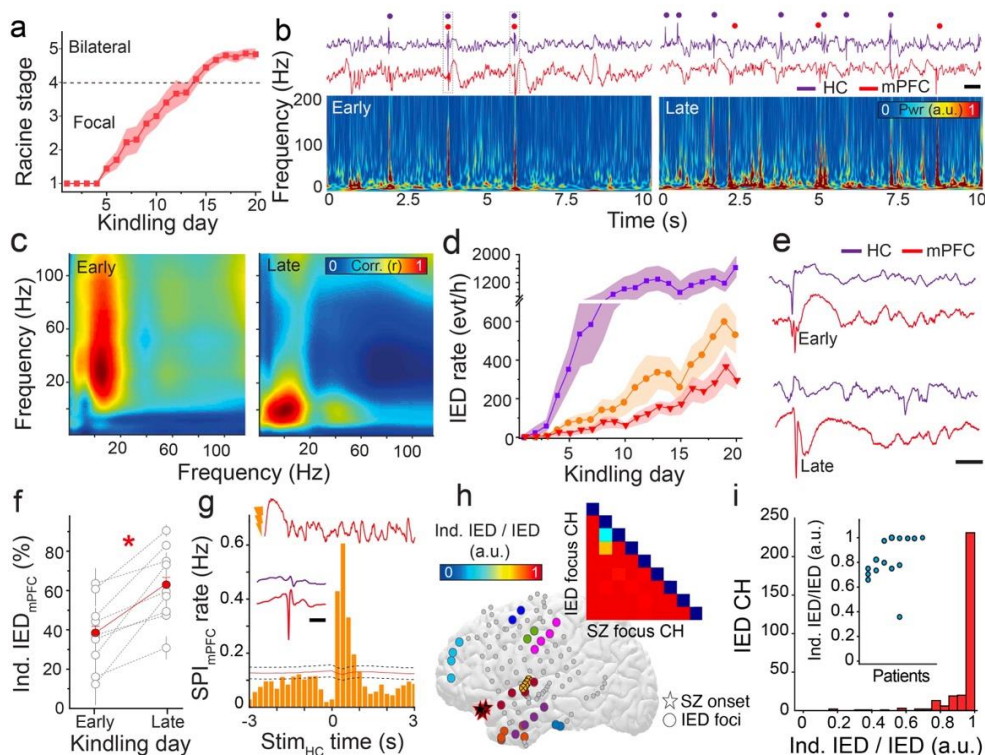 a
Racine stage
5
4
3
2
1
Bilateral
Focal
5 10 15 20
Kindling day
b
HC mPFC
Frequency (Hz)
200
100
0
Early
Late
0 Pwr (a.u.) 1
0 2.5 5 7.5 10 0 2.5 5 7.5 10
Time (s)
c
Frequency (Hz)
100
80
60
40
20
Early
Late
0 Corr. (r) 1
20 60 100 20 60 100
Frequency (Hz)
d
IED rate (evt/h)
2000
1200
600
400
200
0
5 10 15 20
Kindling day
e
HC mPFC
Early
Late
f
Ind. IED mPFC (%)
100
80
60
40
20
0
*
Early Late
Kindling day
g
SPI mPFC rate (Hz)
0.6
0.4
0.2
0
-3 0 3
Stim HC time (s)
h
Ind. IED / IED
(a.u.)
0 1
IED focus CH
SZ focus CH
SZ onset
IED foci
i
IED CH
250
200
150
100
50
0
Ind. IED/IED (a.u.)
1
0.8
0.6
0.4
0.2
0
Patients
0 0.2 0.4 0.6 0.8 1
Ind. IED / IED (a.u.)